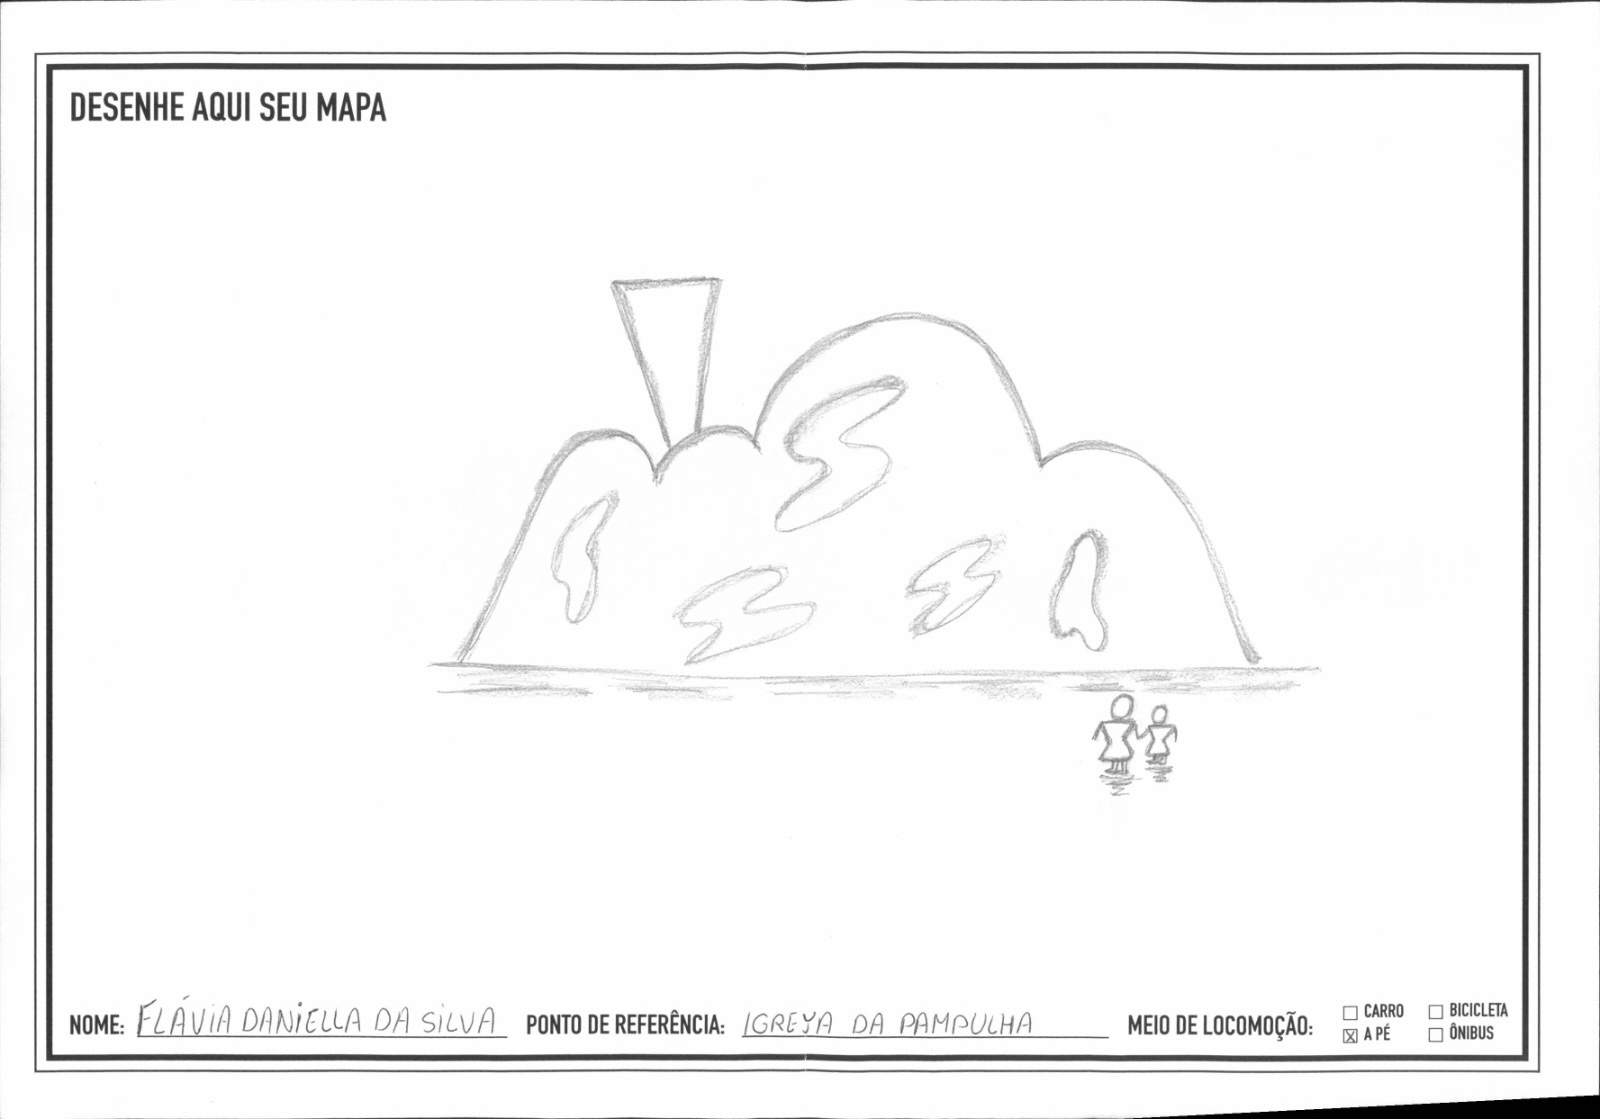 DESENHE AQUI SEU MAPA
NOME: FLÁVIA DANIELLA DA SILVA PONTO DE REFERÊNCIA: IGREJA DA PAMPULHA MEIO DE LOCOMOÇÃO: ☐ CARRO ☐ BICICLETA
☒ A PÉ ☐ ÔNIBUS